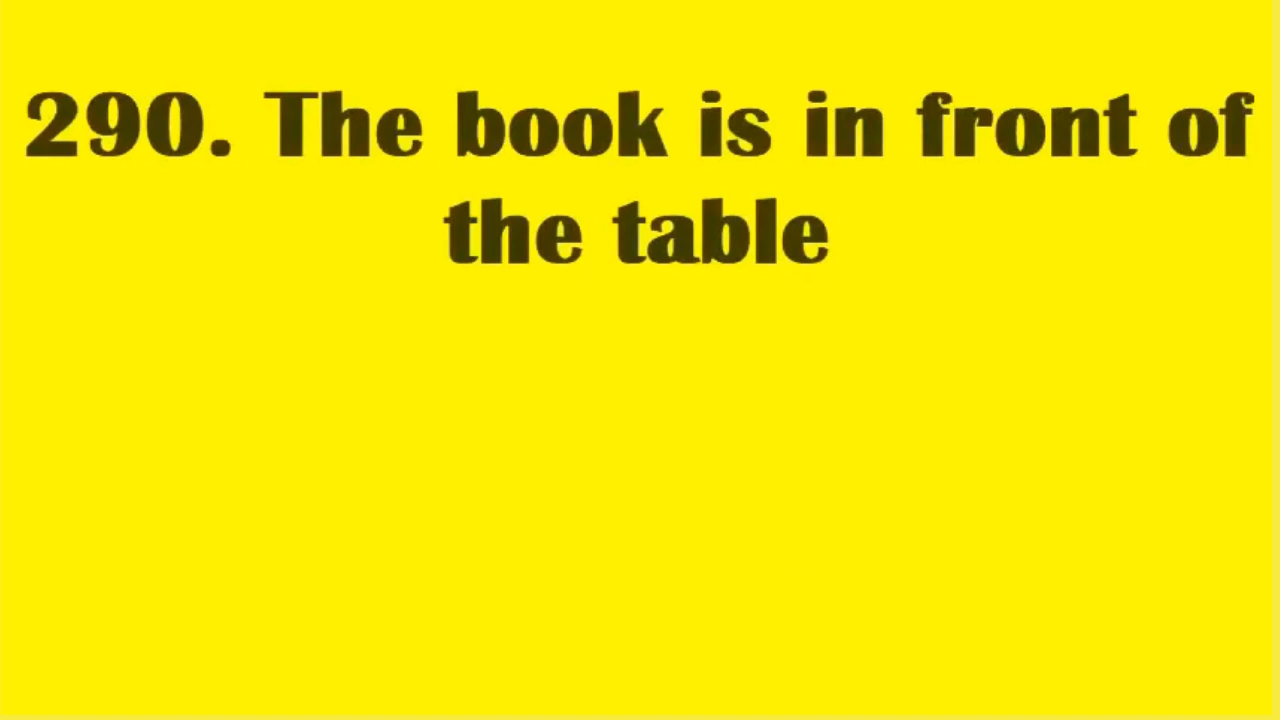 290. The book is in front of
the table